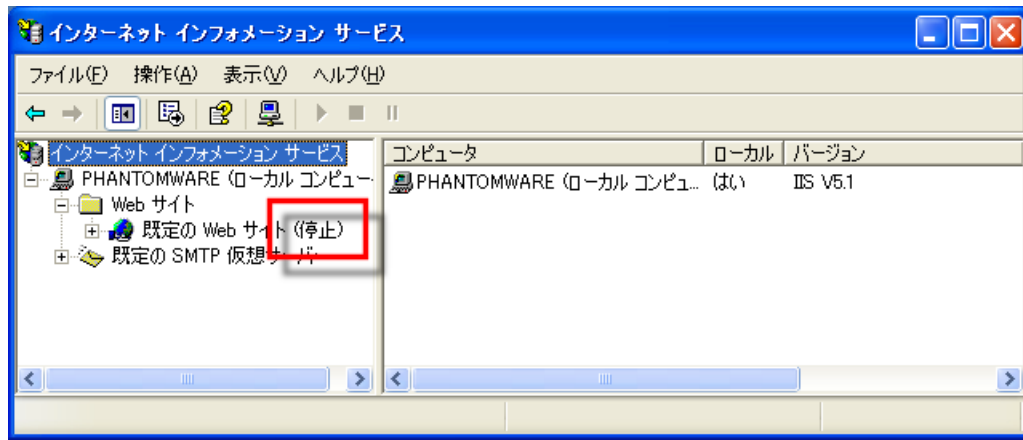 インターネット インフォメーション サービス
ファイル(F) 操作(A) 表示(V) ヘルプ(H)
インターネット インフォメーション サービス
コンピュータ ローカル バージョン
PHANTOMWARE (ローカル コンピュー
PHANTOMWARE (ローカル コンピュ... はい IIS V5.1
Web サイト
既定の Web サイト (停止)
既定の SMTP 仮想サーバー